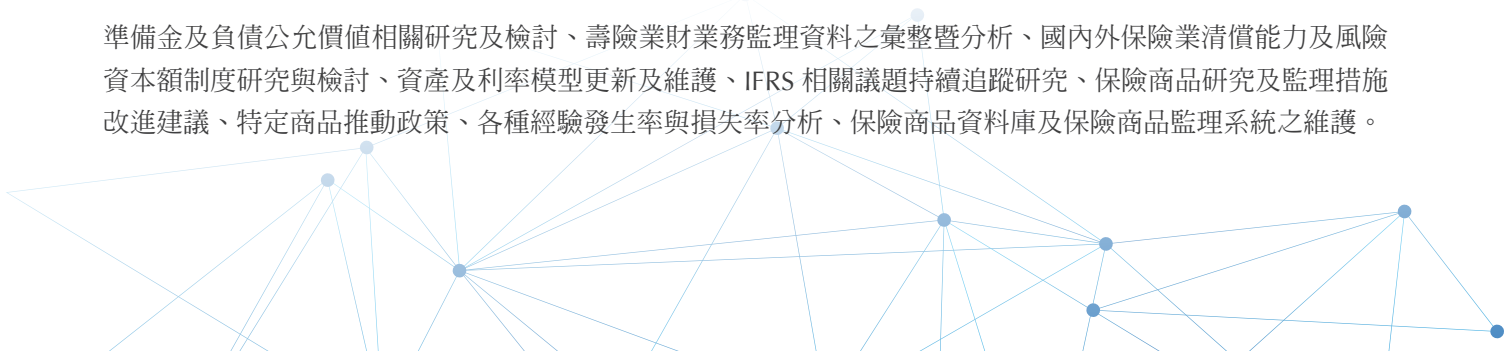 準備金及負債公允價值相關研究及檢討、壽險業財業務監理資料之彙整暨分析、國內外保險業清償能力及風險
資本額制度研究與檢討、資產及利率模型更新及維護、IFRS 相關議題持續追蹤研究、保險商品研究及監理措施
改進建議、特定商品推動政策、各種經驗發生率與損失率分析、保險商品資料庫及保險商品監理系統之維護。